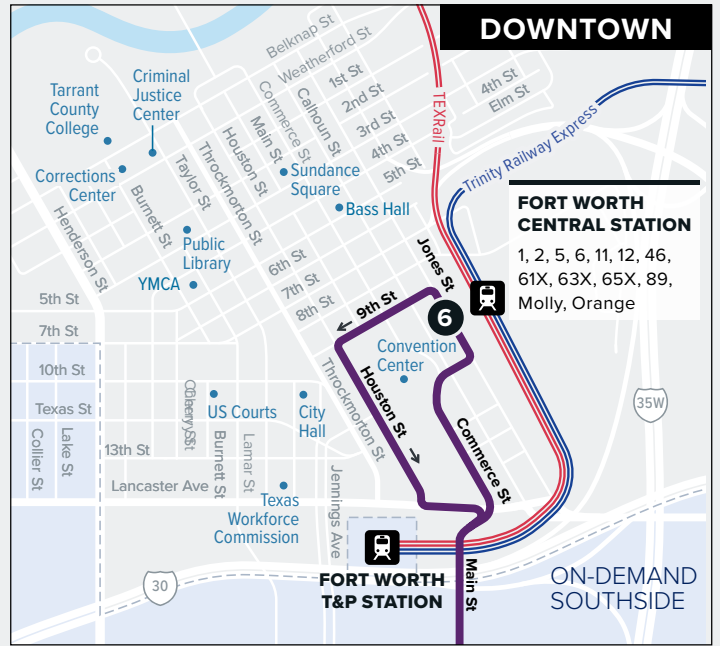 DOWNTOWN
Belknap St
Weatherford St
1st St
2nd St
3rd St
4th St
5th St
4th St
Elm St
Commerce St
Calhoun St
Main St
Houston St
Throckmorton St
Taylor St
Burnett St
Henderson St
TEXRail
Trinity Railway Express
Tarrant
County
College
Criminal
Justice
Center
Corrections
Center
Sundance
Square
Bass Hall
Public
Library
YMCA
FORT WORTH
CENTRAL STATION
1, 2, 5, 6, 11, 12, 46,
61X, 63X, 65X, 89,
Molly, Orange
Jones St
6th St
7th St
8th St
9th St
6
Convention
Center
5th St
7th St
10th St
Texas St
13th St
Lancaster Ave
Collier St
Lake St
Cherry St
Burnett St
Lamar St
US Courts
City
Hall
Throckmorton St
Houston St
Commerce St
35W
Jennings Ave
Texas
Workforce
Commission
FORT WORTH
T&P STATION
Main St
30
ON-DEMAND
SOUTHSIDE